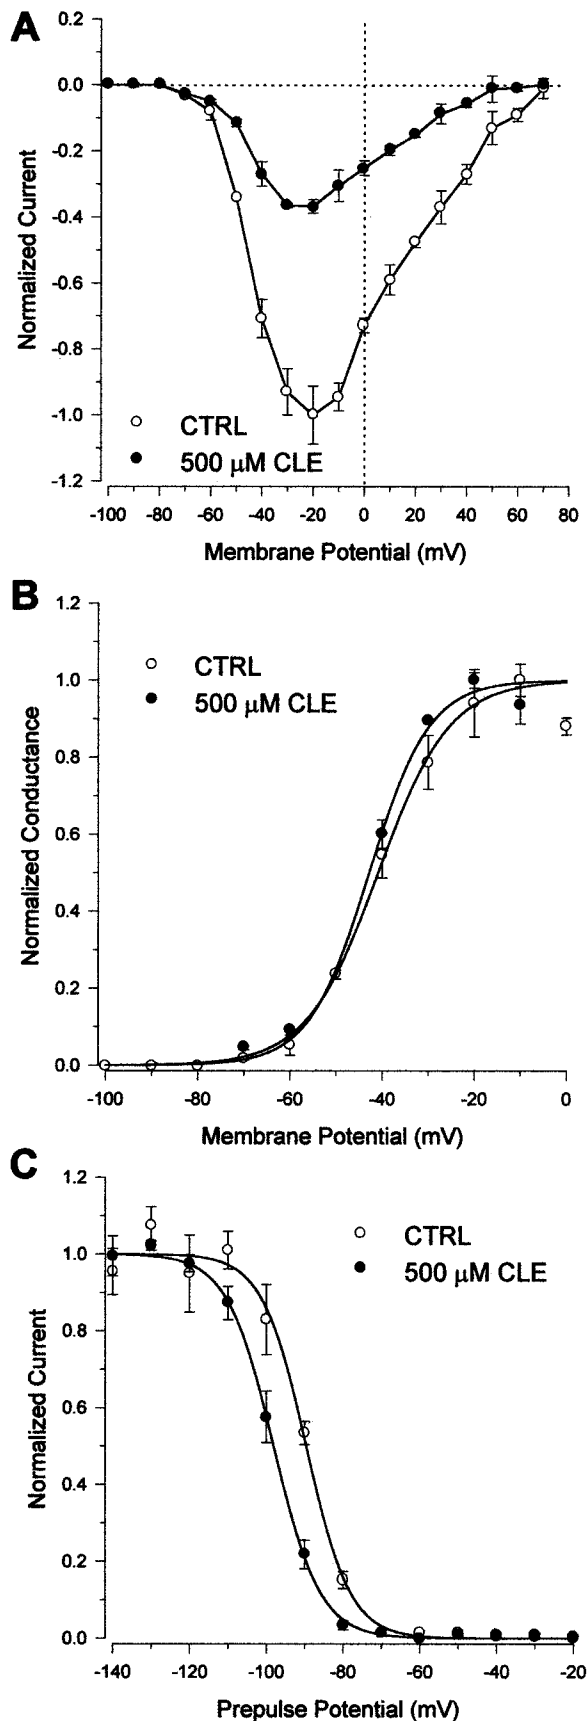 A
0.2
0.0
-0.2
-0.4
-0.6
-0.8
-1.0
-1.2
Normalized Current
CTRL
500 μM CLE
-100 -80 -60 -40 -20 0 20 40 60 80
Membrane Potential (mV)
B
1.2
1.0
0.8
0.6
0.4
0.2
0.0
Normalized Conductance
CTRL
500 μM CLE
-100 -80 -60 -40 -20 0
Membrane Potential (mV)
C
1.2
1.0
0.8
0.6
0.4
0.2
0.0
Normalized Current
CTRL
500 μM CLE
-140 -120 -100 -80 -60 -40 -20
Prepulse Potential (mV)